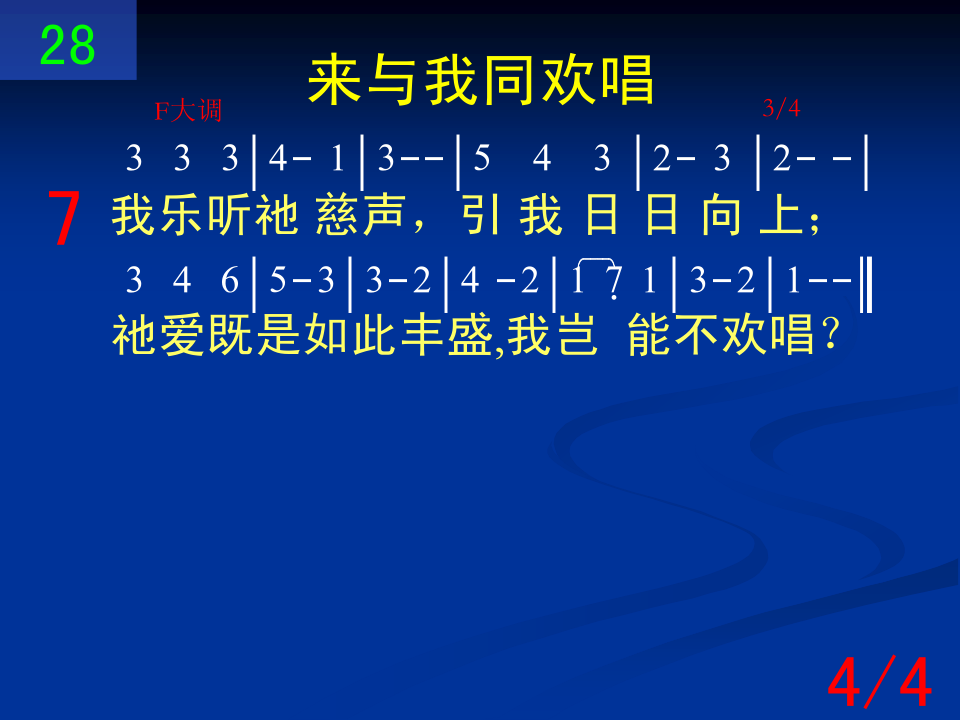 28
来与我同欢唱
F大调 3/4
3 3 3|4- 1|3--|5 4 3|2- 3|2- -|
7
我乐听祂 慈声，引 我 日 日 向 上；
3 4 6|5-3|3-2|4 -2|1 7̣ 1|3-2|1--‖
祂爱既是如此丰盛,我岂 能不欢唱？
4/4